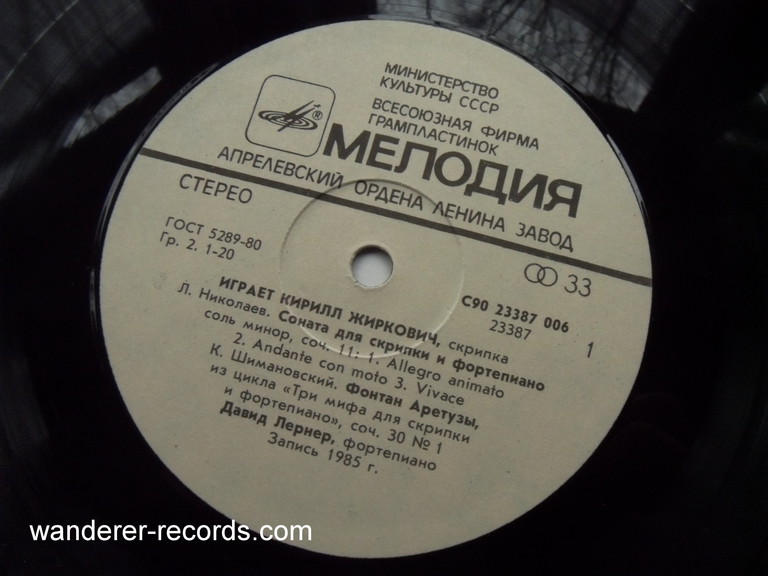 МИНИСТЕРСТВО
КУЛЬТУРЫ СССР
ВСЕСОЮЗНАЯ ФИРМА
ГРАМПЛАСТИНОК
®
МЕЛОДИЯ
АПРЕЛЕВСКИЙ ОРДЕНА ЛЕНИНА ЗАВОД
СТЕРЕО
33
ГОСТ 5289-80
Гр. 2. 1-20
С90 23387 006
23387
1
ИГРАЕТ КИРИЛЛ ЖИРКОВИЧ, скрипка
Л. Николаев. Соната для скрипки и фортепиано
соль минор, соч. 11: 1. Allegro animato
2. Andante con moto 3. Vivace
К. Шимановский. Фонтан Аретузы,
из цикла «Три мифа для скрипки
и фортепиано», соч. 30 № 1
Давид Лернер, фортепиано
Запись 1985 г.
wanderer-records.com